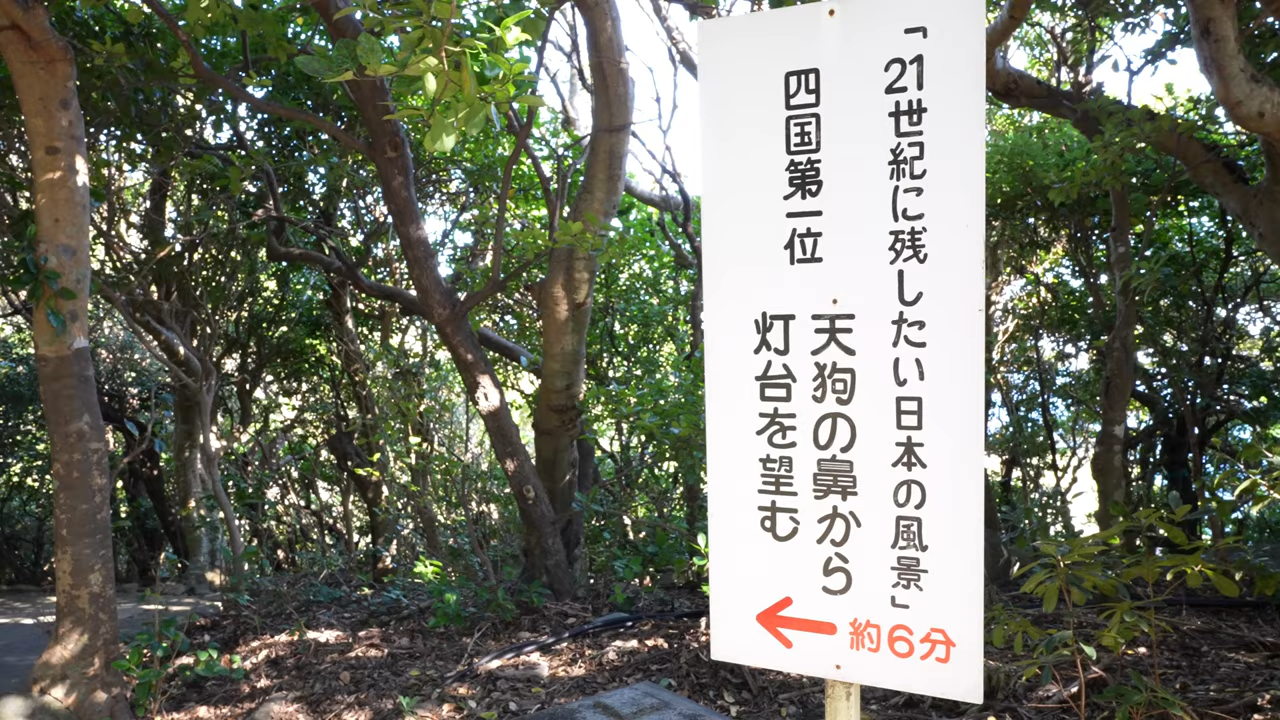 「21世紀に残したい日本の風景」
四国第一位
天狗の鼻から
灯台を望む
約6分